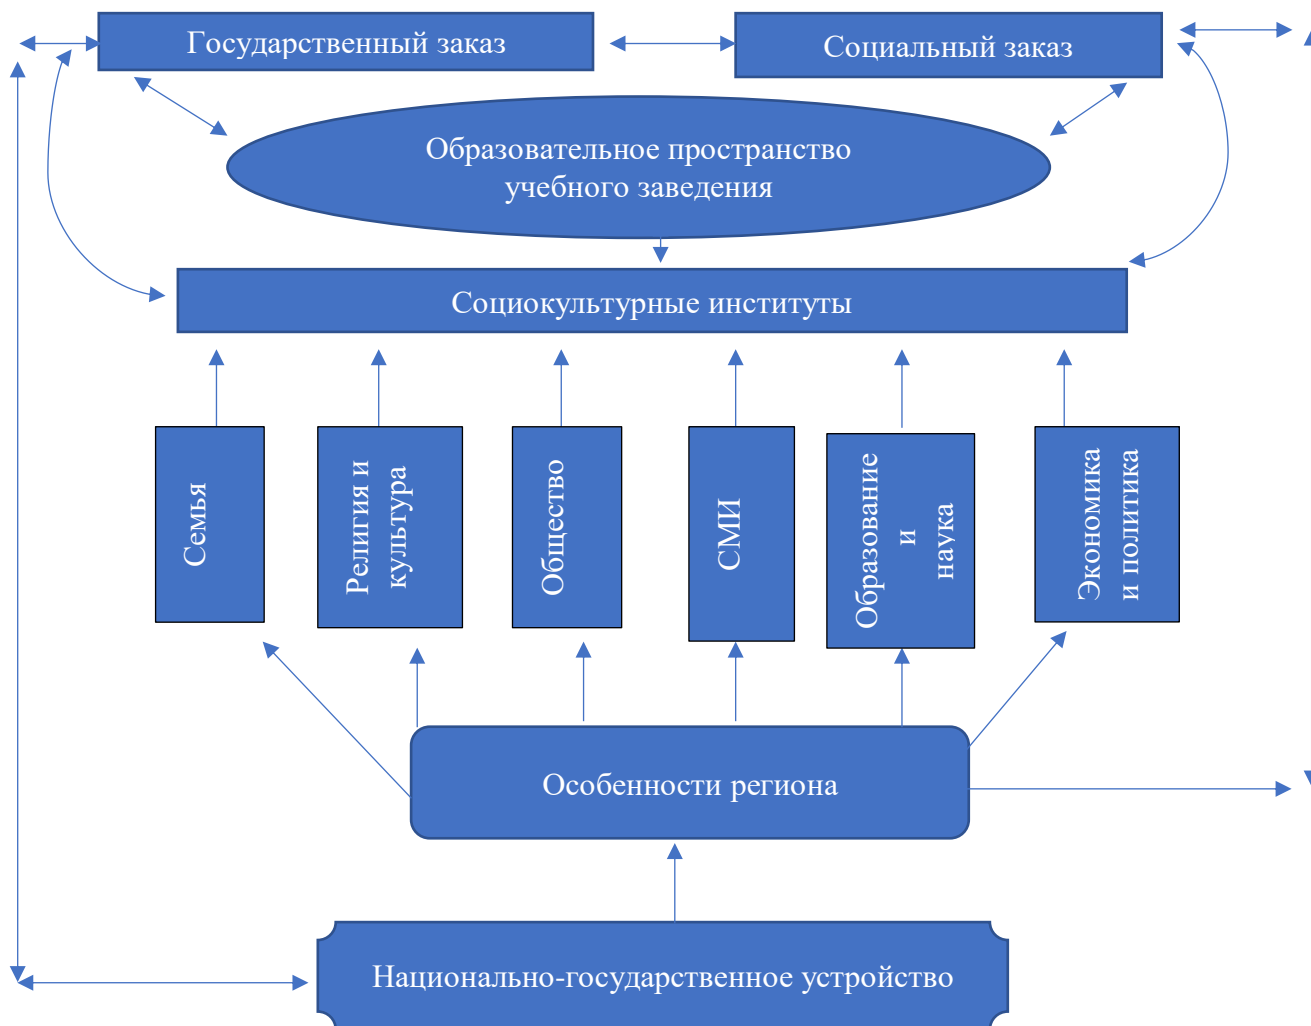 Государственный заказ
Социальный заказ
Образовательное пространство
учебного заведения
Социокультурные институты
Семья
Религия и
культура
Общество
СМИ
Образование
и
наука
Экономика
и политика
Особенности региона
Национально-государственное устройство